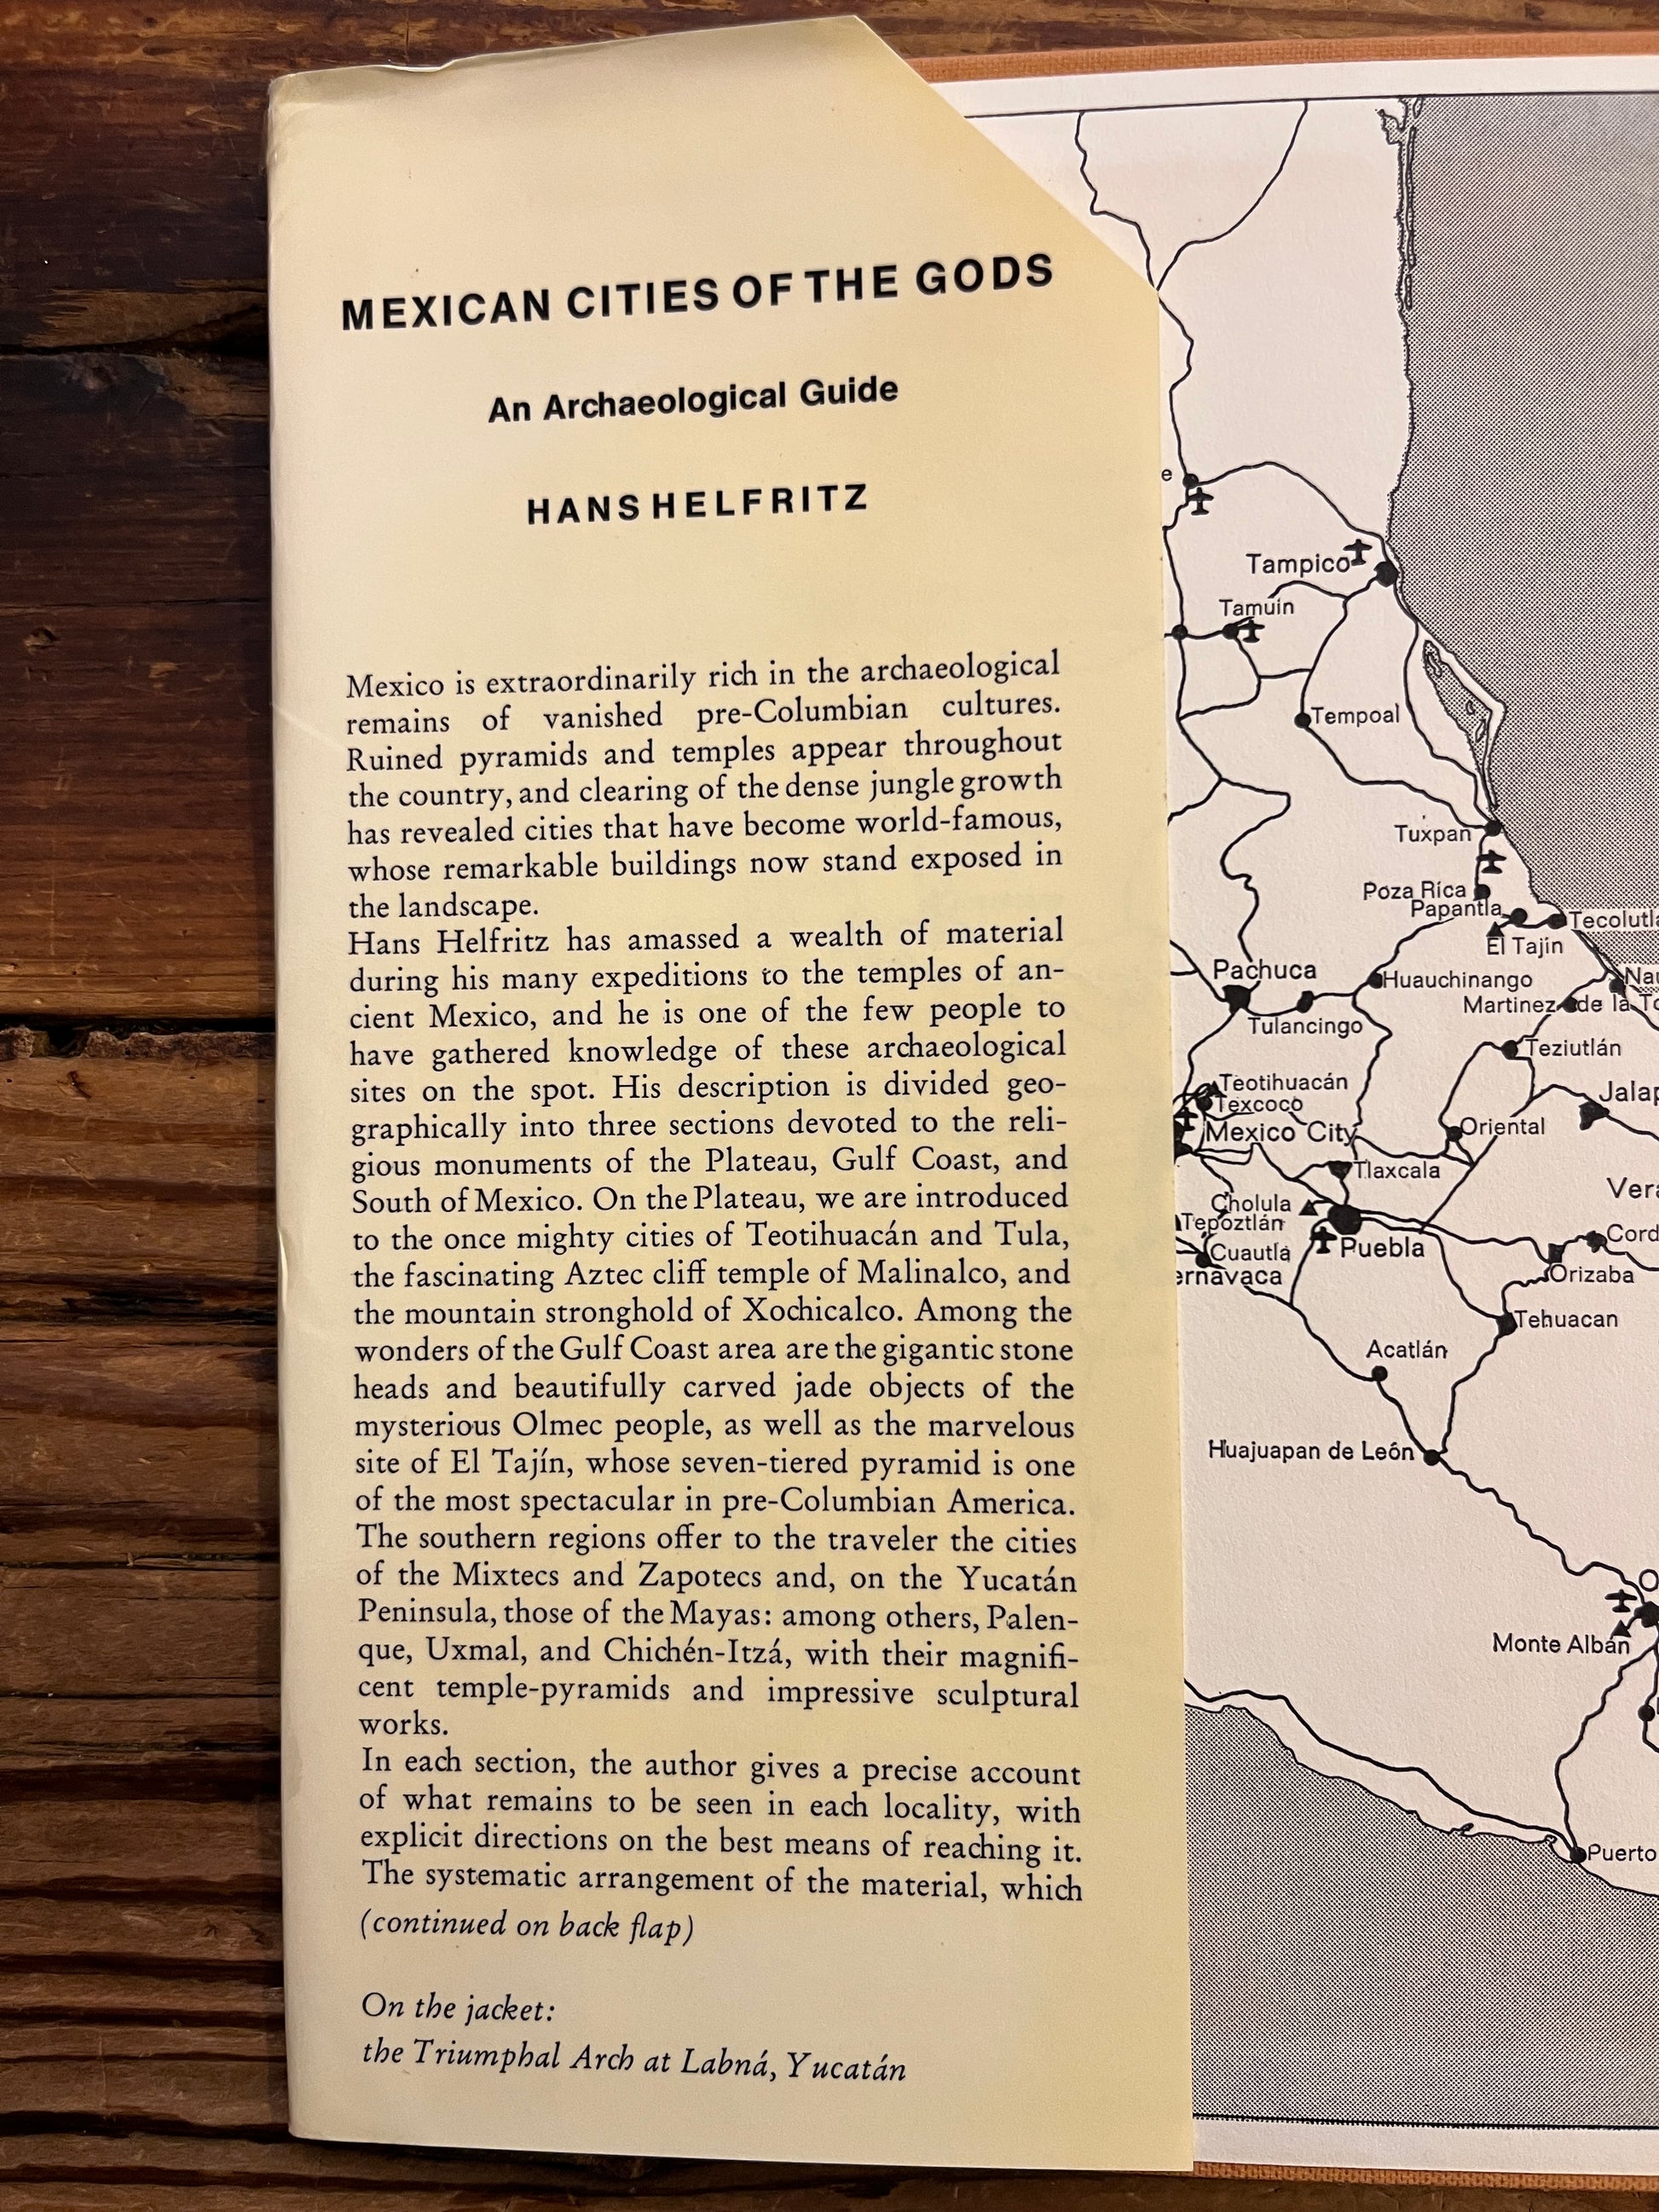 MEXICAN CITIES OF THE GODS
An Archaeological Guide
HANS HELFRITZ
Mexico is extraordinarily rich in the archaeological
remains of vanished pre-Columbian cultures.
Ruined pyramids and temples appear throughout
the country, and clearing of the dense jungle growth
has revealed cities that have become world-famous,
whose remarkable buildings now stand exposed in
the landscape.
Hans Helfritz has amassed a wealth of material
during his many expeditions to the temples of an-
cient Mexico, and he is one of the few people to
have gathered knowledge of these archaeological
sites on the spot. His description is divided geo-
graphically into three sections devoted to the reli-
gious monuments of the Plateau, Gulf Coast, and
South of Mexico. On the Plateau, we are introduced
to the once mighty cities of Teotihuacán and Tula,
the fascinating Aztec cliff temple of Malinalco, and
the mountain stronghold of Xochicalco. Among the
wonders of the Gulf Coast area are the gigantic stone
heads and beautifully carved jade objects of the
mysterious Olmec people, as well as the marvelous
site of El Tajín, whose seven-tiered pyramid is one
of the most spectacular in pre-Columbian America.
The southern regions offer to the traveler the cities
of the Mixtecs and Zapotecs and, on the Yucatán
Peninsula, those of the Mayas: among others, Palen-
que, Uxmal, and Chichén-Itzá, with their magnifi-
cent temple-pyramids and impressive sculptural
works.
In each section, the author gives a precise account
of what remains to be seen in each locality, with
explicit directions on the best means of reaching it.
The systematic arrangement of the material, which
(continued on back flap)
On the jacket:
the Triumphal Arch at Labná, Yucatán
e
Tampico
Tamuín
Tempoal
Tuxpan
Poza Rica
Papantla
Tecolutla
El Tajín
Pachuca
Huauchinango
Nau
Martinez de la To
Tulancingo
Teziutlán
Teotihuacán
Jalap
Texcoco
Oriental
Mexico City
Tlaxcala
Vera
Cholula
Tepoztlán
Cord
Puebla
Cuautla
ernavaca
Orizaba
Tehuacan
Acatlán
Huajuapan de León
O
Monte Albán
Puerto